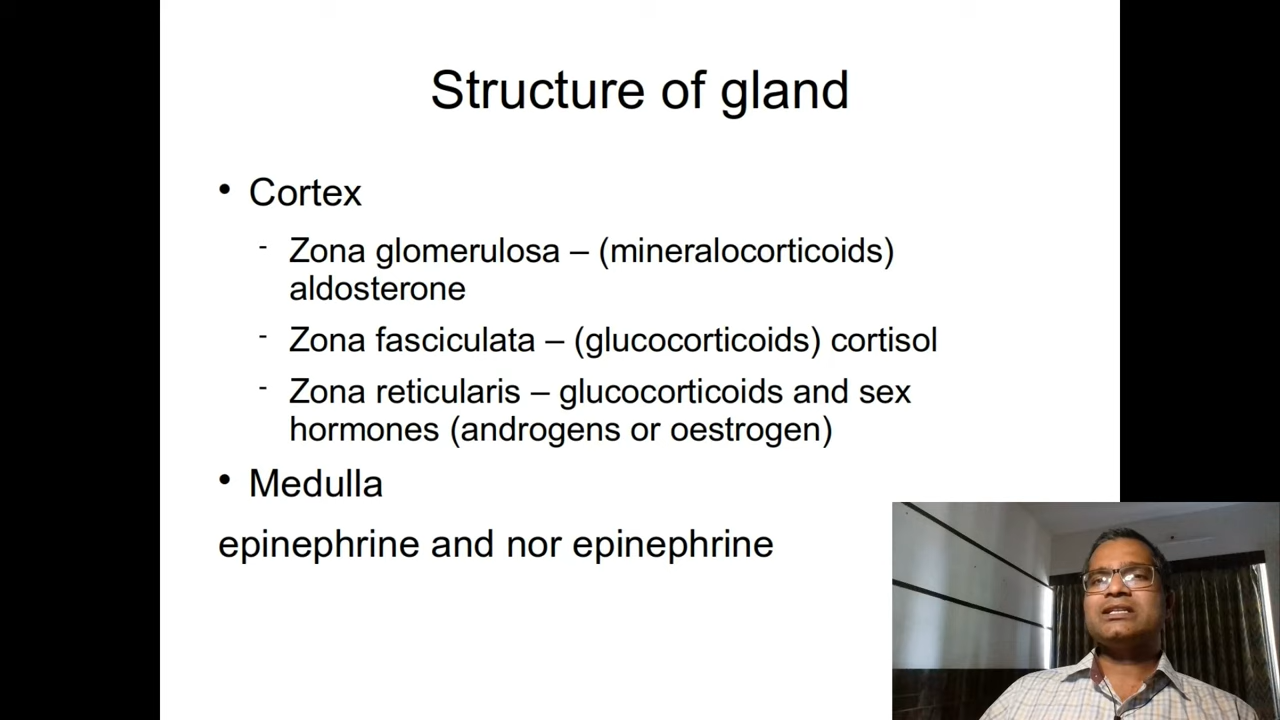 Structure of gland
• Cortex
- Zona glomerulosa – (mineralocorticoids)
aldosterone
- Zona fasciculata – (glucocorticoids) cortisol
- Zona reticularis – glucocorticoids and sex
hormones (androgens or oestrogen)
• Medulla
epinephrine and nor epinephrine